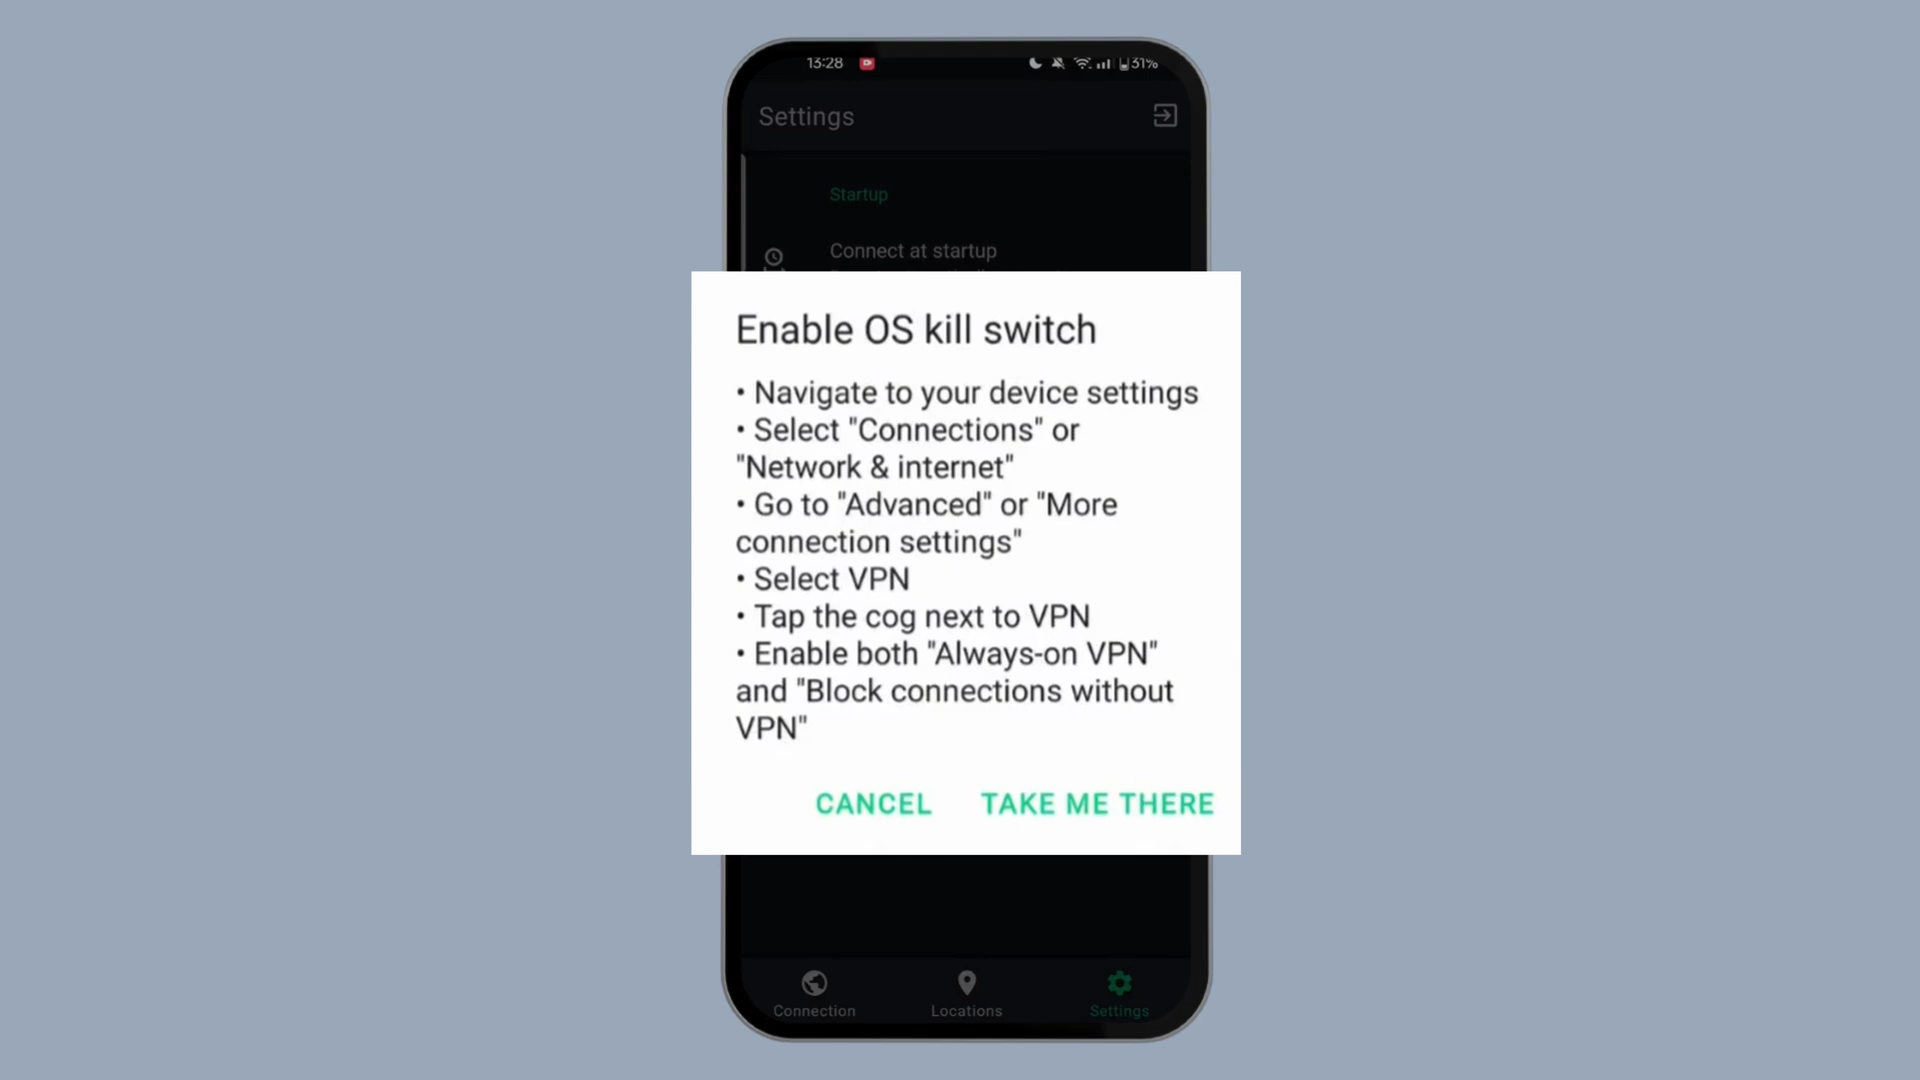 13:28
31%
Settings
Startup
Connect at startup
Enable OS kill switch
• Navigate to your device settings
• Select "Connections" or
"Network & internet"
• Go to "Advanced" or "More
connection settings"
• Select VPN
• Tap the cog next to VPN
• Enable both "Always-on VPN"
and "Block connections without
VPN"
CANCEL TAKE ME THERE
Connection Locations Settings